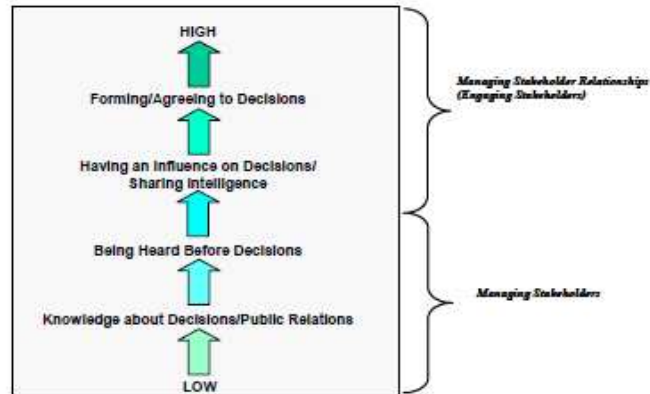 HIGH
Forming/Agreeing to Decisions
Having an Influence on Decisions/
Sharing Intelligence
Being Heard Before Decisions
Knowledge about Decisions/Public Relations
LOW
Managing Stakeholder Relationships
(Engaging Stakeholders)
Managing Stakeholders